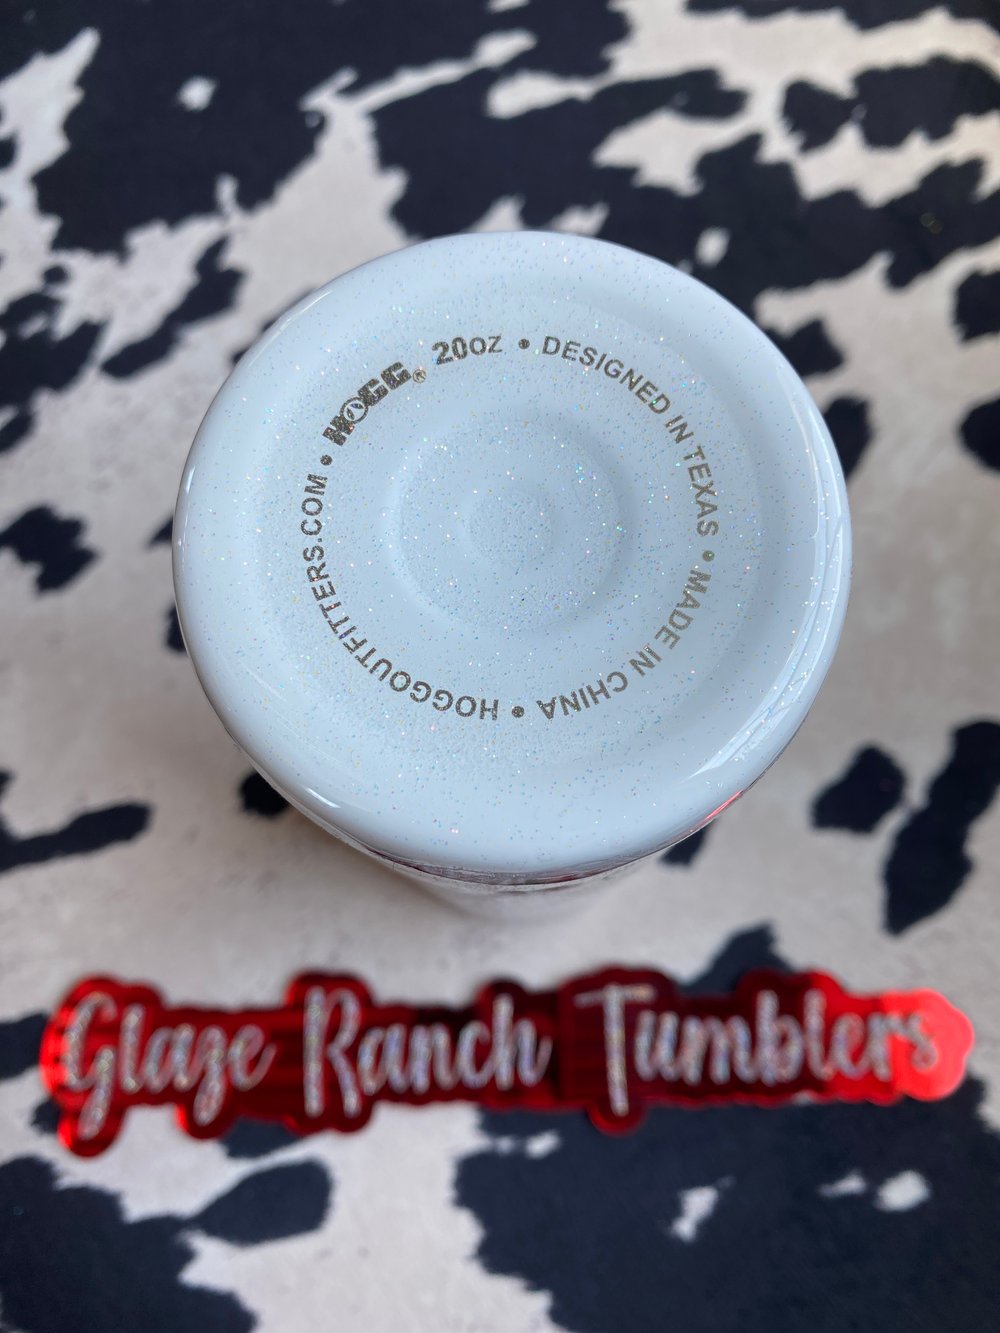 HOGG® 20oz • DESIGNED IN TEXAS • MADE IN CHINA • HOGGOUTFITTERS.COM •
Glaze Ranch Tumblers